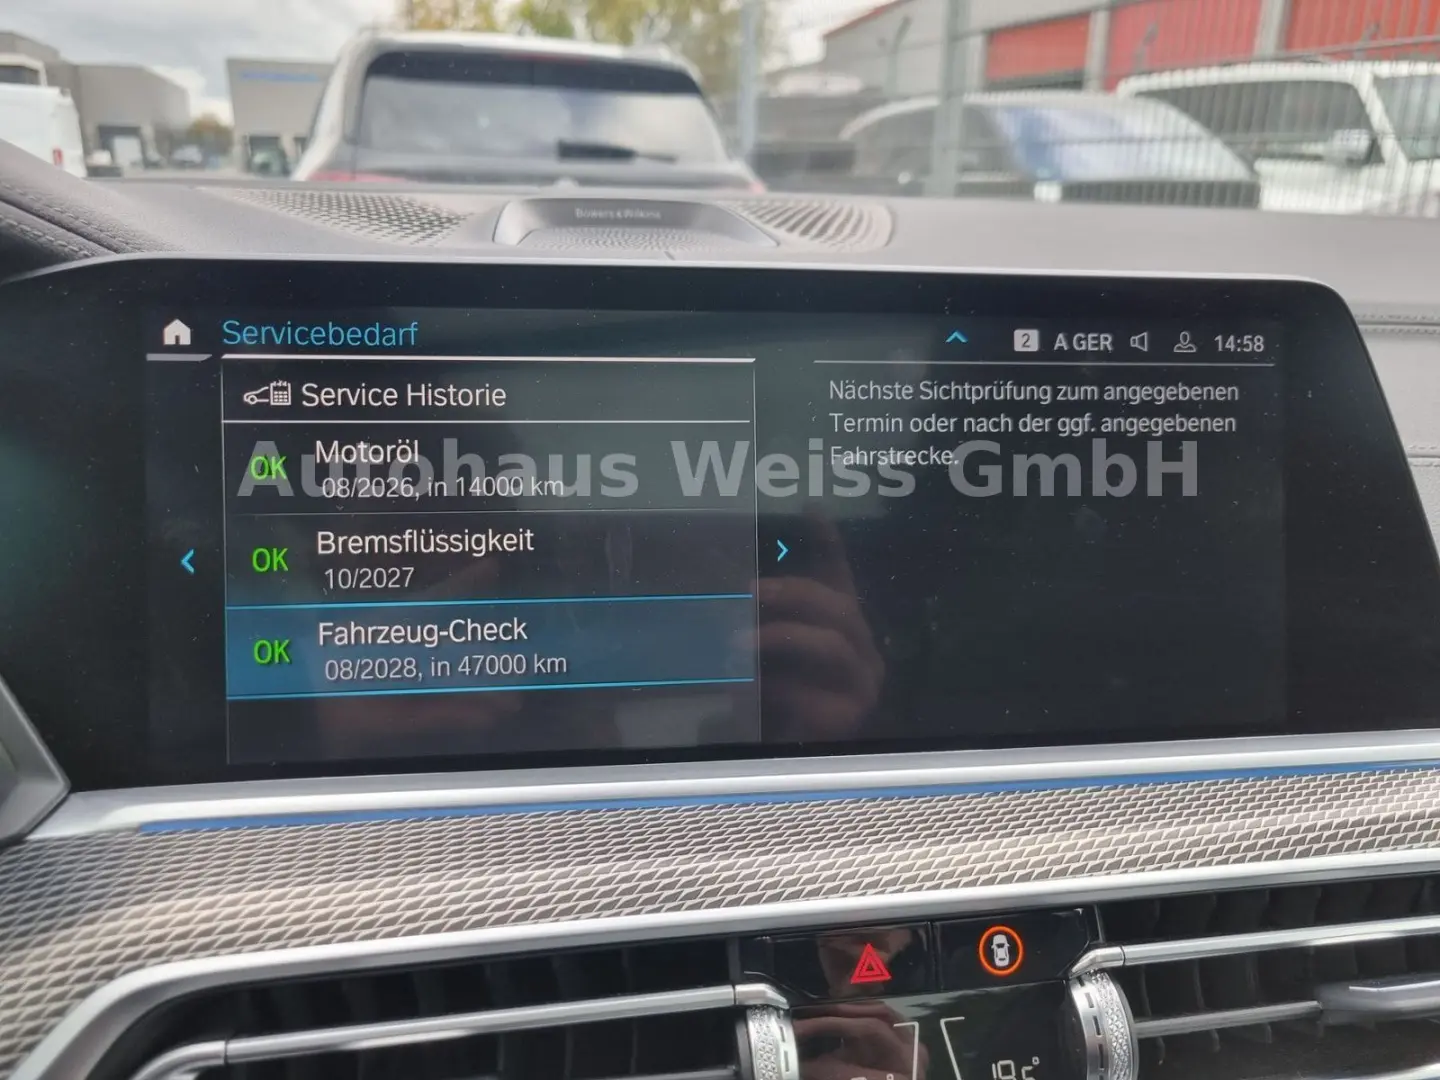 Bowers & Wilkins
Servicebedarf
2 A GER 14:58
Service Historie
OK Motoröl
08/2026, in 14000 km
OK Bremsflüssigkeit
10/2027
OK Fahrzeug-Check
08/2028, in 47000 km
Nächste Sichtprüfung zum angegebenen
Termin oder nach der ggf. angegebenen
Fahrstrecke.
Autohaus Weiss GmbH